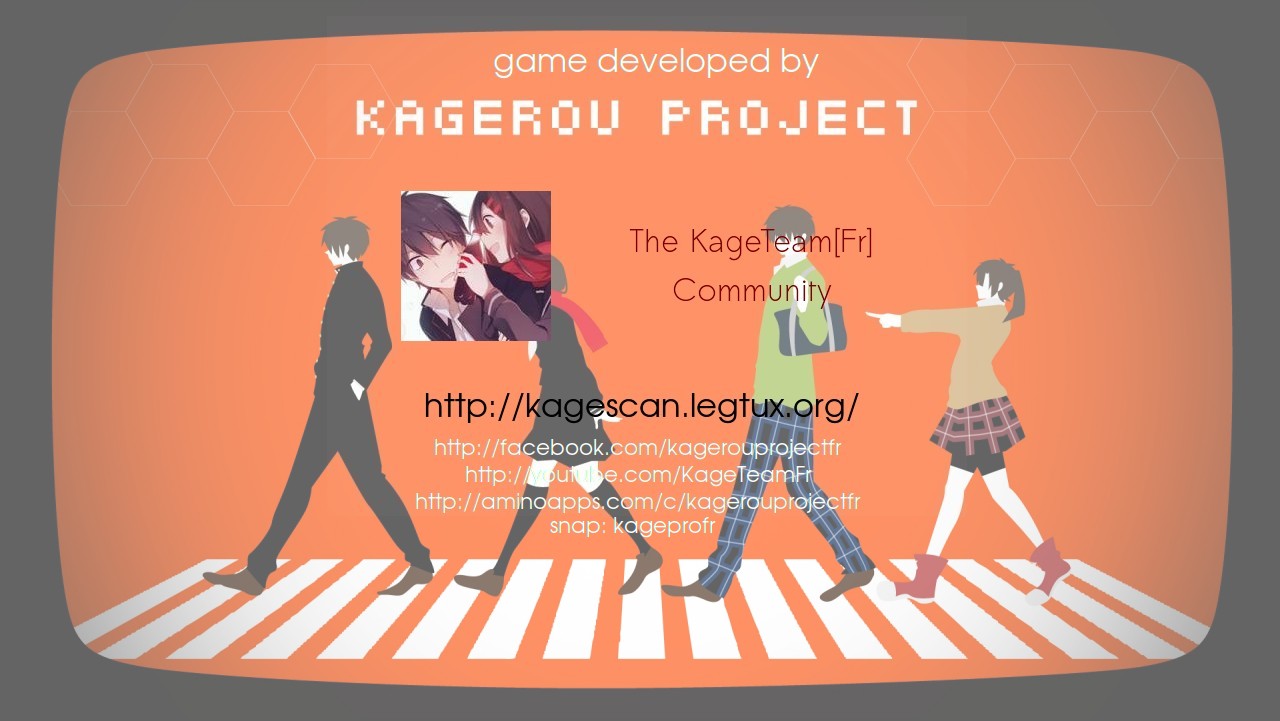 game developed by
KAGEROU PROJECT
The KageTeam[Fr]
Community
http://kagescan.legtux.org/
http://facebook.com/kagerouprojectfr
http://youtube.com/KageTeamFr
http://aminoapps.com/c/kagerouprojectfr
snap: kageprofr